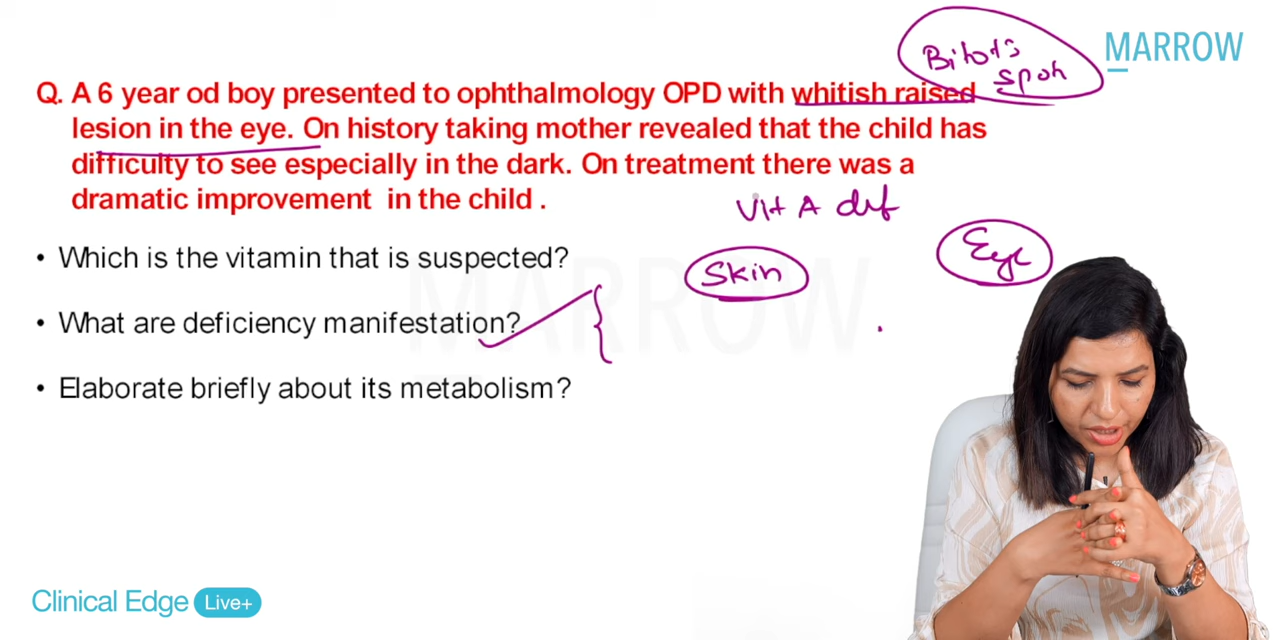 Bitot's
spot
MARROW
Q. A 6 year od boy presented to ophthalmology OPD with whitish raised
lesion in the eye. On history taking mother revealed that the child has
difficulty to see especially in the dark. On treatment there was a
dramatic improvement in the child .
Vit A def
• Which is the vitamin that is suspected?
Skin
Eye
MARROW
• What are deficiency manifestation?
• Elaborate briefly about its metabolism?
Clinical Edge Live+